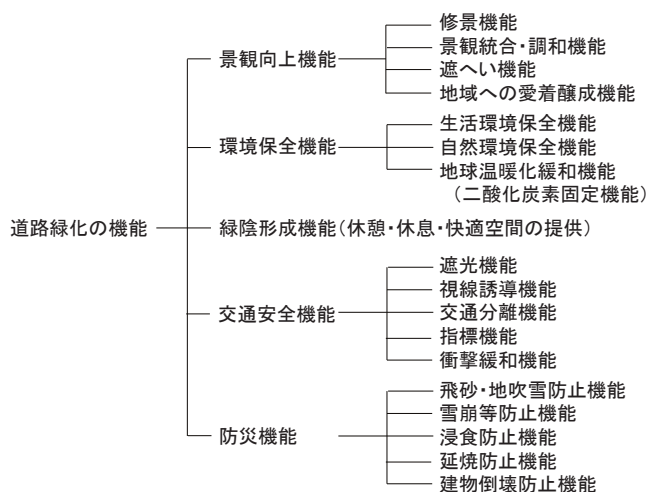 道路緑化の機能
景観向上機能
修景機能
景観統合・調和機能
遮へい機能
地域への愛着醸成機能
環境保全機能
生活環境保全機能
自然環境保全機能
地球温暖化緩和機能
（二酸化炭素固定機能）
緑陰形成機能（休憩・休息・快適空間の提供）
交通安全機能
遮光機能
視線誘導機能
交通分離機能
指標機能
衝撃緩和機能
防災機能
飛砂・地吹雪防止機能
雪崩等防止機能
浸食防止機能
延焼防止機能
建物倒壊防止機能